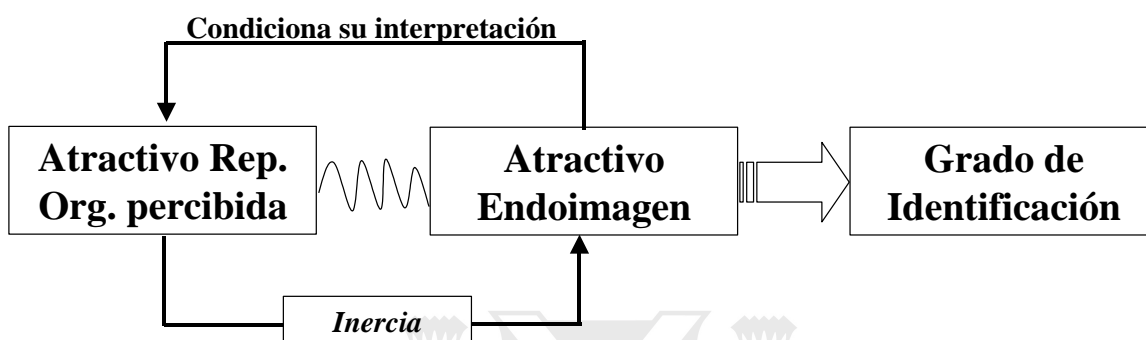 Condiciona su interpretación
Atractivo Rep.
Org. percibida
Atractivo
Endoimagen
Grado de
Identificación
Inercia